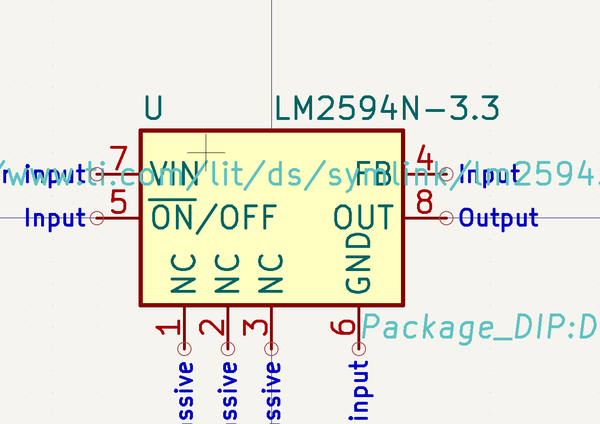 U LM2594N-3.3
7 VIN FB 4 Input
/www.ti.com/lit/ds/symlink/lm2594.
r input
Input 5 ON/OFF OUT 8 Output
NC NC NC GND
1 2 3 6
Package_DIP:D
ssive ssive ssive input